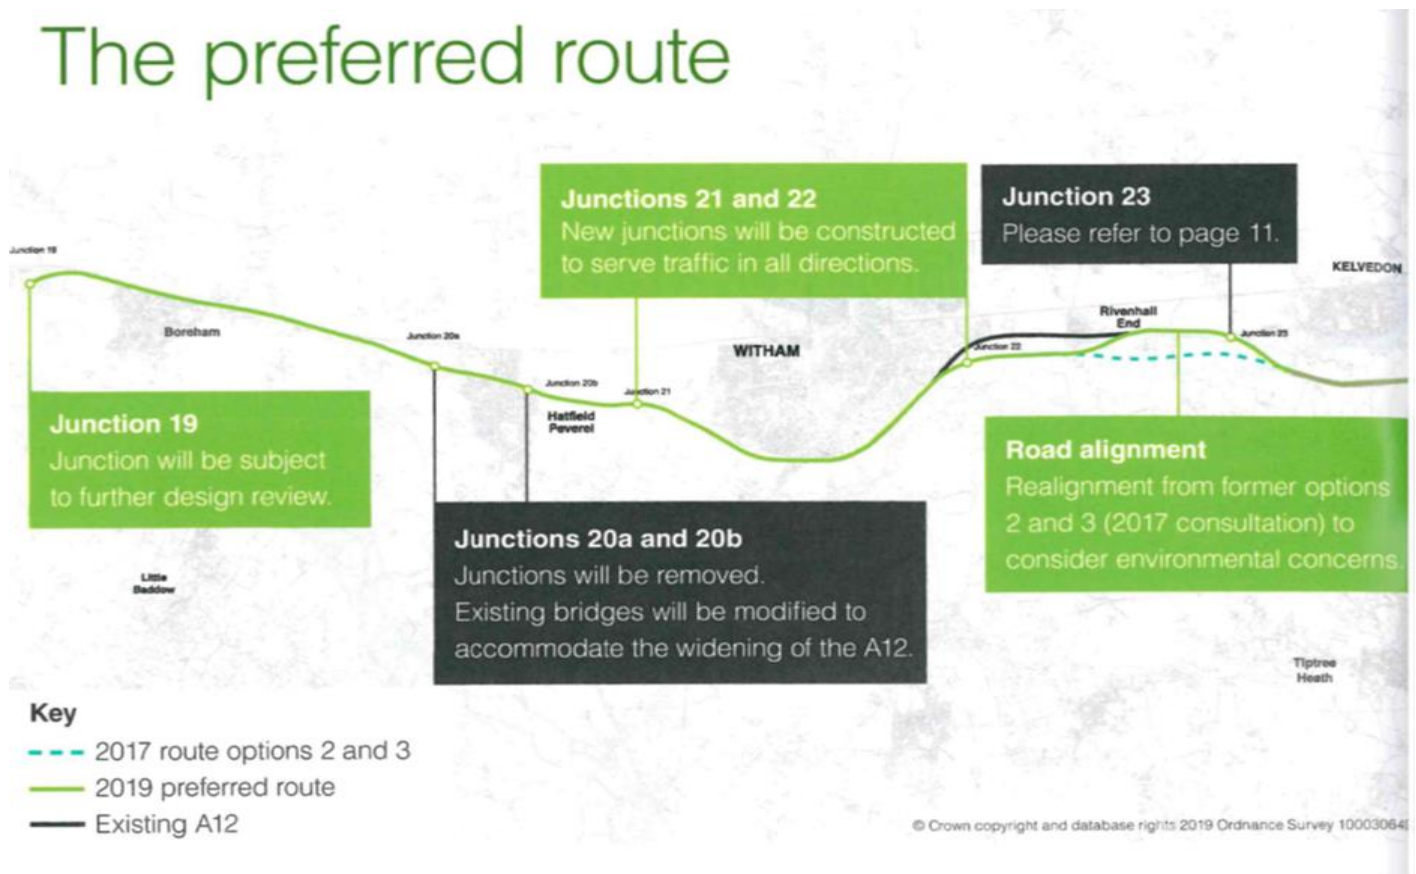 The preferred route
Junctions 21 and 22
New junctions will be constructed
to serve traffic in all directions.
Junction 23
Please refer to page 11.
Junction 19
KELVEDON
Boreham
Junction 20a
WITHAM
Rivenhall
End
Junction 22
Junction 23
Junction 20b
Junction 21
Hatfield
Peverel
Junction 19
Junction will be subject
to further design review.
Road alignment
Realignment from former options
2 and 3 (2017 consultation) to
consider environmental concerns.
Junctions 20a and 20b
Junctions will be removed.
Existing bridges will be modified to
accommodate the widening of the A12.
Little
Baddow
Tiptree
Heath
Key
2017 route options 2 and 3
2019 preferred route
Existing A12
© Crown copyright and database rights 2019 Ordnance Survey 10003064